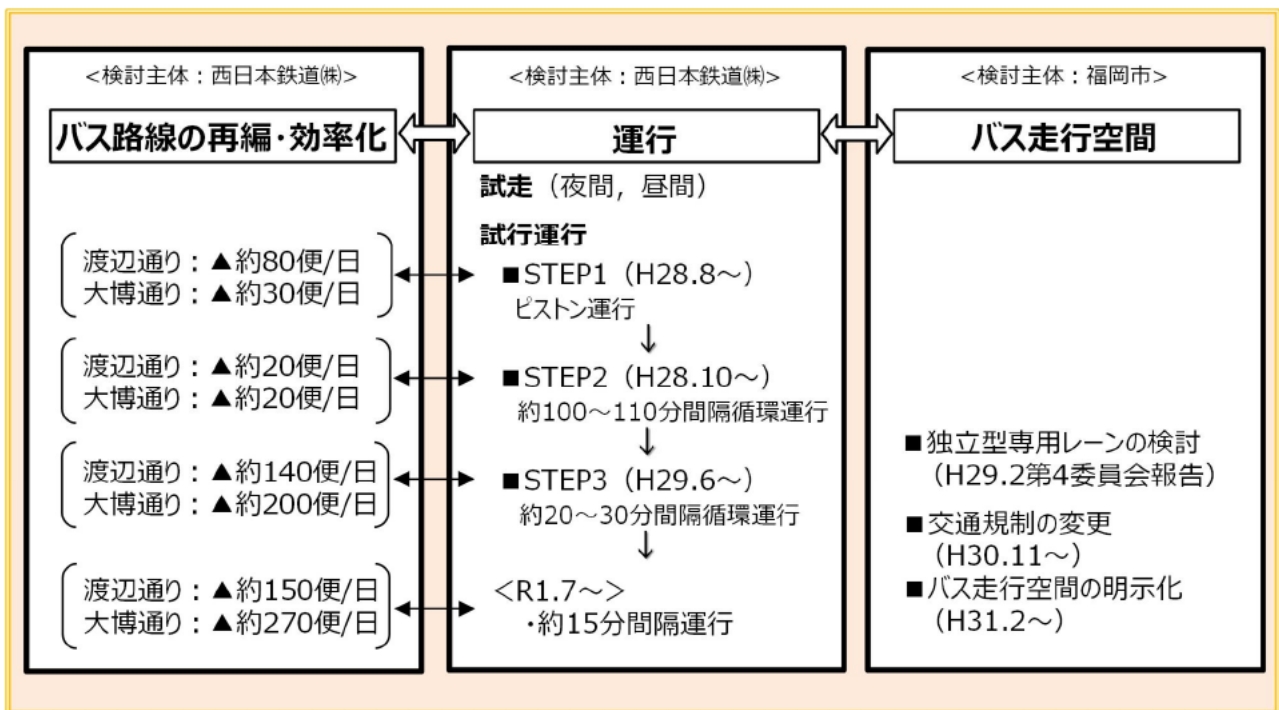 <検討主体：西日本鉄道㈱>
バス路線の再編･効率化
渡辺通り：▲約80便/日
大博通り：▲約30便/日
渡辺通り：▲約20便/日
大博通り：▲約20便/日
渡辺通り：▲約140便/日
大博通り：▲約200便/日
渡辺通り：▲約150便/日
大博通り：▲約270便/日
<検討主体：西日本鉄道㈱>
運行
試走（夜間，昼間）
試行運行
■STEP1（H28.8～）
ピストン運行
↓
■STEP2（H28.10～）
約100～110分間隔循環運行
↓
■STEP3（H29.6～）
約20～30分間隔循環運行
↓
<R1.7～>
・約15分間隔運行
<検討主体：福岡市>
バス走行空間
■独立型専用レーンの検討
（H29.2第4委員会報告）
■交通規制の変更
（H30.11～）
■バス走行空間の明示化
（H31.2～）